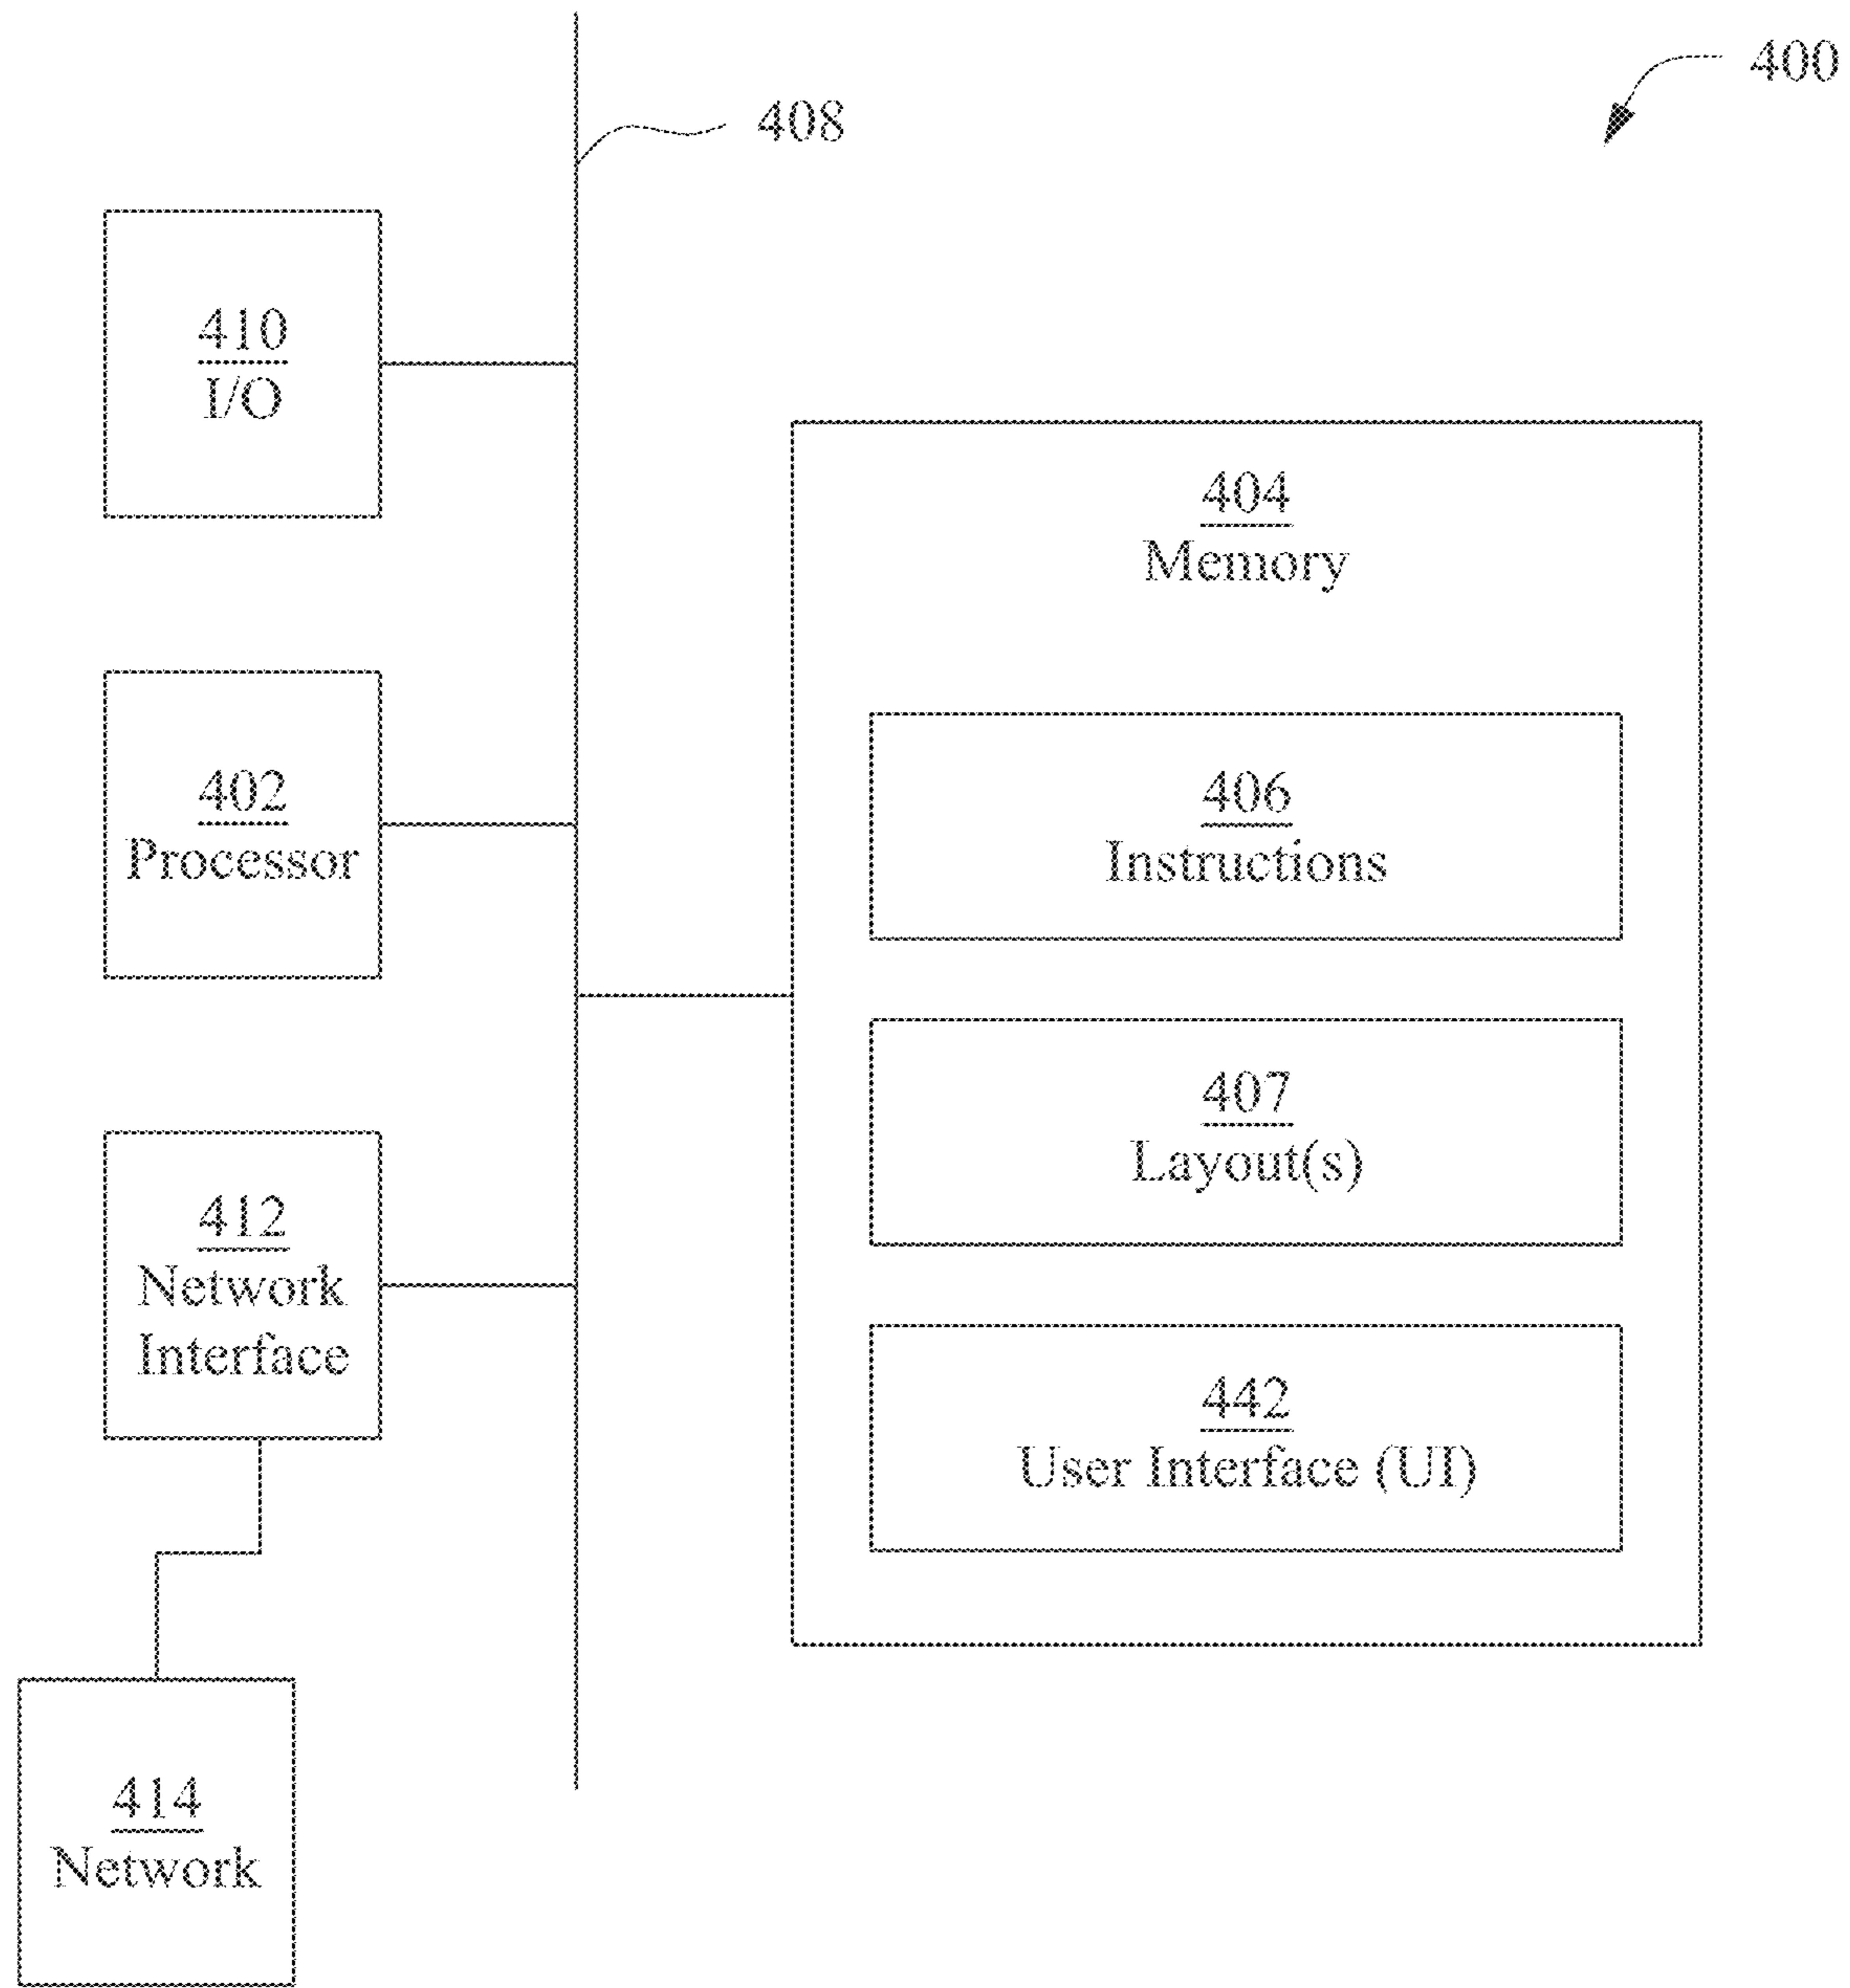 400
408
410
I/O
404
Memory
402
Processor
406
Instructions
407
Layout(s)
412
Network
Interface
442
User Interface (UI)
414
Network